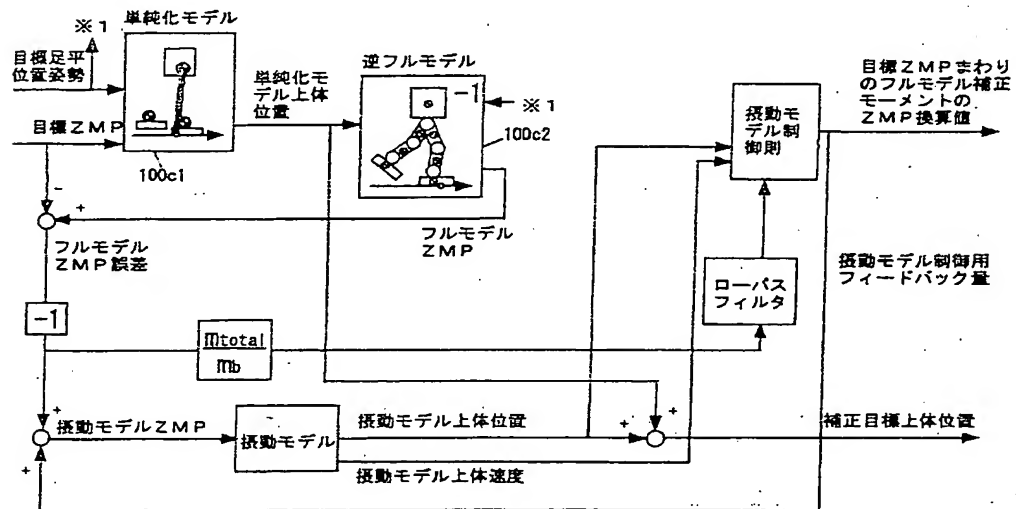 ※1
単純化モデル
目標足平
位置姿勢
目標ZMP
100c1
単純化モ
デル上体
位置
逆フルモデル
-1
※1
100c2
摂動モ
デル制
御則
目標ZMPまわり
のフルモデル補正
モーメントの
ZMP換算値
-
+
フルモデル
ZMP誤差
フルモデル
ZMP
ローパス
フィルタ
摂動モデル制御用
フィードバック量
-1
mtotal
mb
+
摂動モデルZMP
+
摂動モデル
摂動モデル上体位置
摂動モデル上体速度
+
+
補正目標上体位置